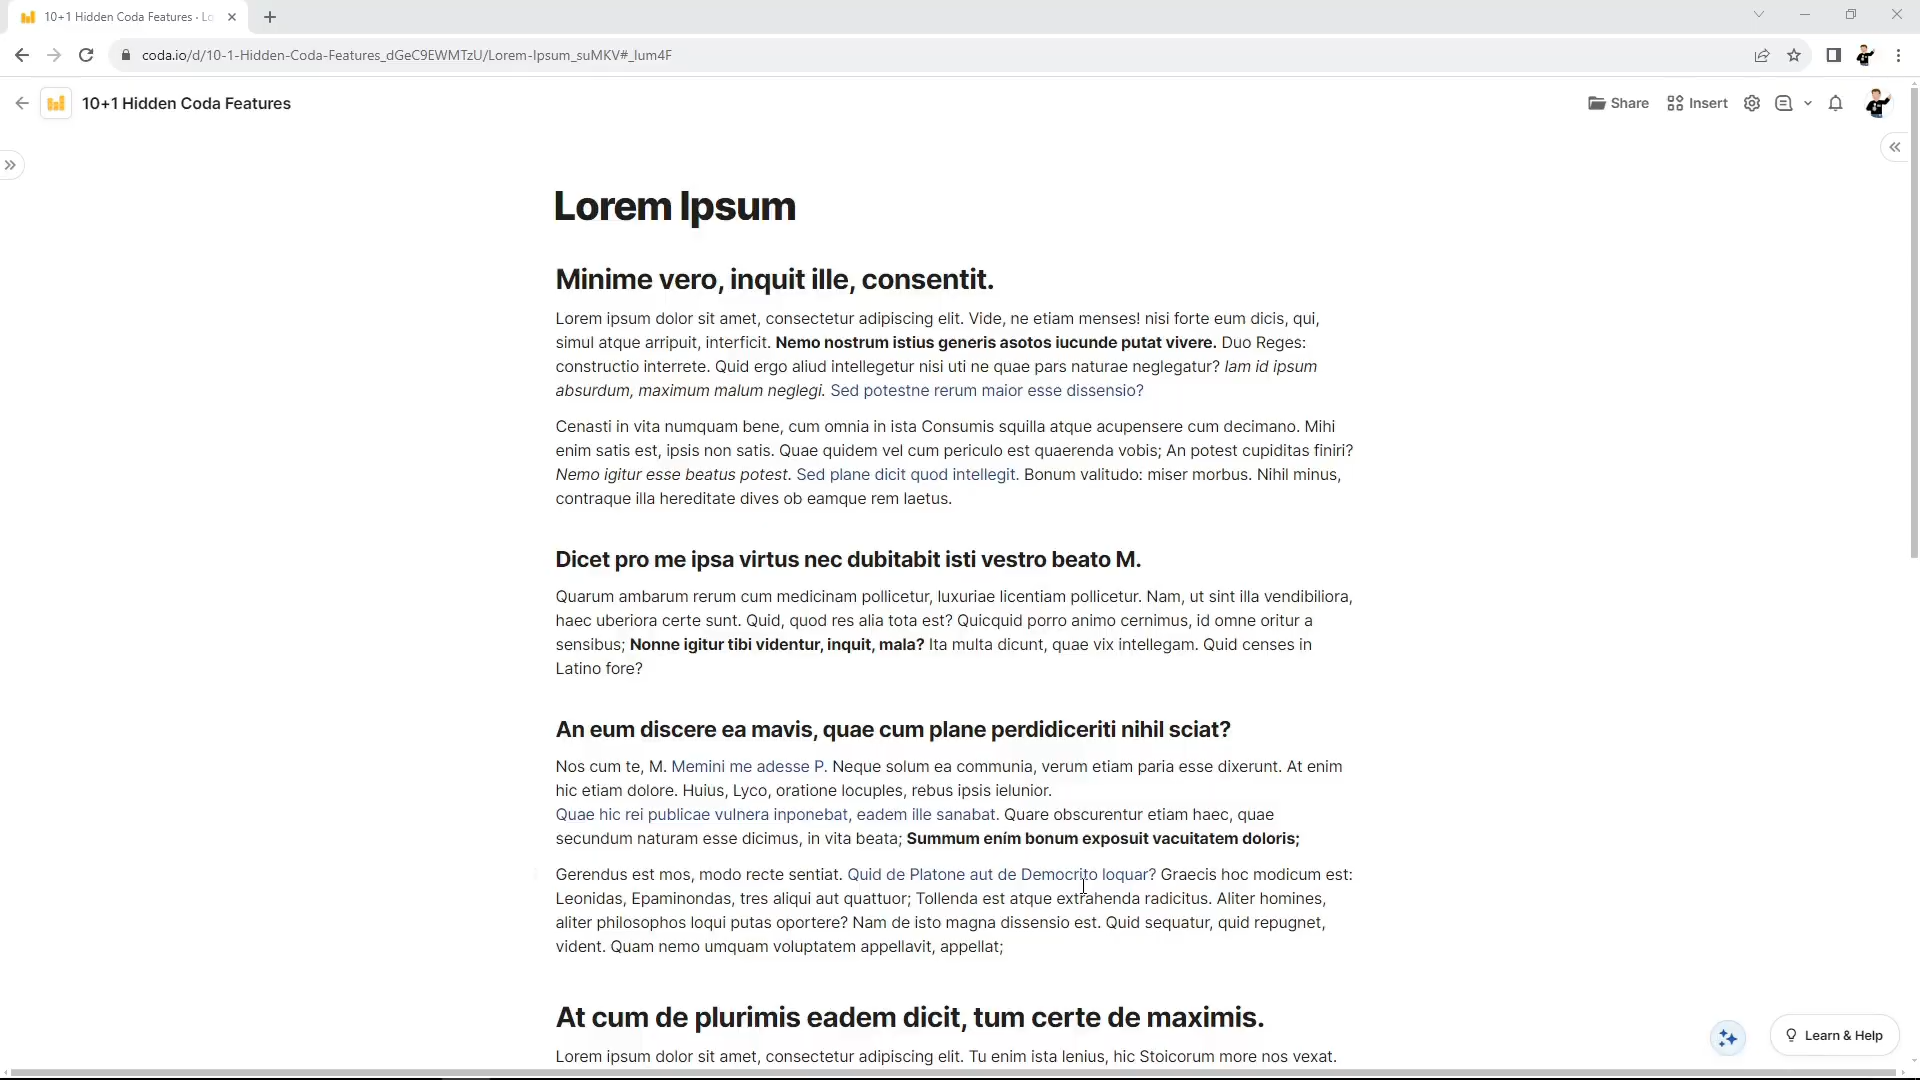 10+1 Hidden Coda Features · Lo
coda.io/d/10-1-Hidden-Coda-Features_dGeC9EWMTzU/Lorem-Ipsum_suMKV#_lum4F
10+1 Hidden Coda Features
Share
Insert
Lorem Ipsum
Minime vero, inquit ille, consentit.
Lorem ipsum dolor sit amet, consectetur adipiscing elit. Vide, ne etiam menses! nisi forte eum dicis, qui,
simul atque arripuit, interficit. Nemo nostrum istius generis asotos iucunde putat vivere. Duo Reges:
constructio interrete. Quid ergo aliud intellegetur nisi uti ne quae pars naturae neglegatur? Iam id ipsum
absurdum, maximum malum neglegi. Sed potestne rerum maior esse dissensio?
Cenasti in vita numquam bene, cum omnia in ista Consumis squilla atque acupensere cum decimano. Mihi
enim satis est, ipsis non satis. Quae quidem vel cum periculo est quaerenda vobis; An potest cupiditas finiri?
Nemo igitur esse beatus potest. Sed plane dicit quod intellegit. Bonum valitudo: miser morbus. Nihil minus,
contraque illa hereditate dives ob eamque rem laetus.
Dicet pro me ipsa virtus nec dubitabit isti vestro beato M.
Quarum ambarum rerum cum medicinam pollicetur, luxuriae licentiam pollicetur. Nam, ut sint illa vendibiliora,
haec uberiora certe sunt. Quid, quod res alia tota est? Quicquid porro animo cernimus, id omne oritur a
sensibus; Nonne igitur tibi videntur, inquit, mala? Ita multa dicunt, quae vix intellegam. Quid censes in
Latino fore?
An eum discere ea mavis, quae cum plane perdidiceriti nihil sciat?
Nos cum te, M. Memini me adesse P. Neque solum ea communia, verum etiam paria esse dixerunt. At enim
hic etiam dolore. Huius, Lyco, oratione locuples, rebus ipsis ielunior.
Quae hic rei publicae vulnera inponebat, eadem ille sanabat. Quare obscurentur etiam haec, quae
secundum naturam esse dicimus, in vita beata; Summum ením bonum exposuit vacuitatem doloris;
Gerendus est mos, modo recte sentiat. Quid de Platone aut de Democrito loquar? Graecis hoc modicum est:
Leonidas, Epaminondas, tres aliqui aut quattuor; Tollenda est atque extrahenda radicitus. Aliter homines,
aliter philosophos loqui putas oportere? Nam de isto magna dissensio est. Quid sequatur, quid repugnet,
vident. Quam nemo umquam voluptatem appellavit, appellat;
At cum de plurimis eadem dicit, tum certe de maximis.
Lorem ipsum dolor sit amet, consectetur adipiscing elit. Tu enim ista lenius, hic Stoicorum more nos vexat.
Learn & Help